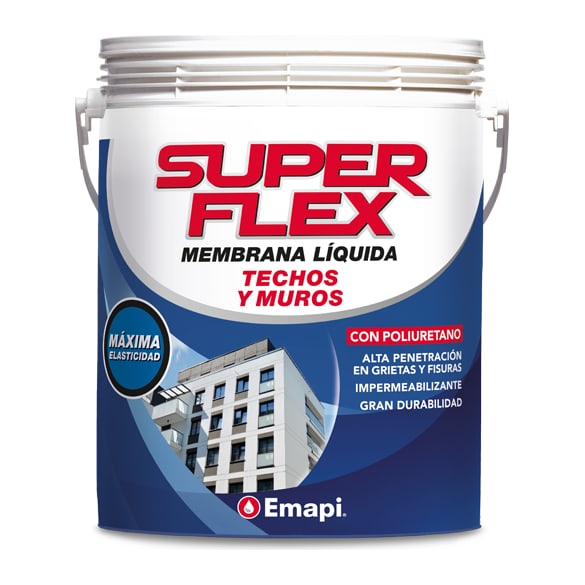 SUPER
FLEX
MEMBRANA LÍQUIDA
TECHOS
Y MUROS
MÁXIMA
ELASTICIDAD
CON POLIURETANO
ALTA PENETRACIÓN
EN GRIETAS Y FISURAS
IMPERMEABILIZANTE
GRAN DURABILIDAD
Emapi®